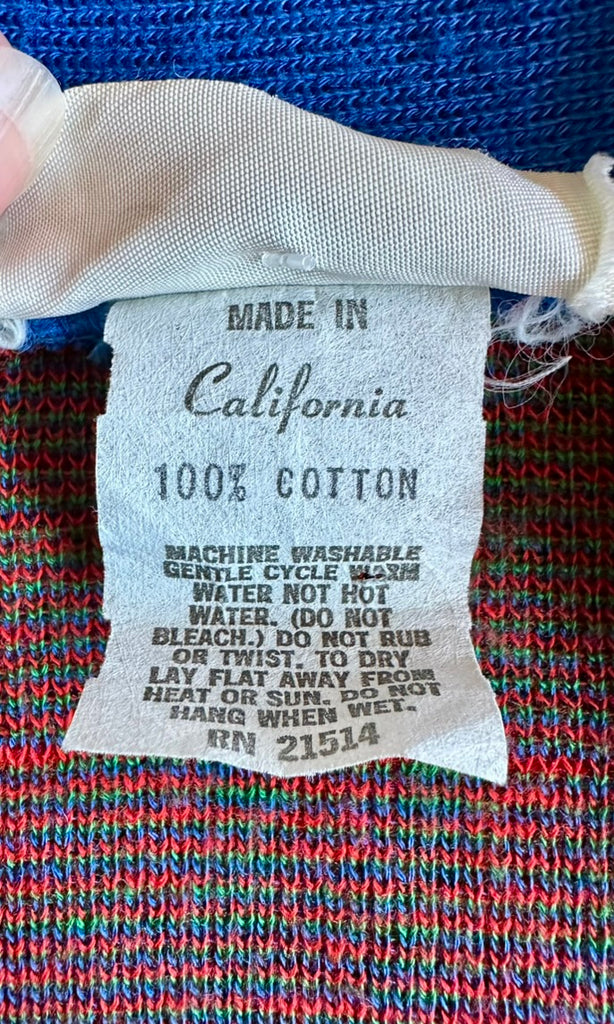 MADE IN
California
100% COTTON
MACHINE WASHABLE
GENTLE CYCLE WARM
WATER NOT HOT
WATER. (DO NOT
BLEACH.) DO NOT RUB
OR TWIST. TO DRY
LAY FLAT AWAY FROM
HEAT OR SUN. DO NOT
HANG WHEN WET.
RN 21514